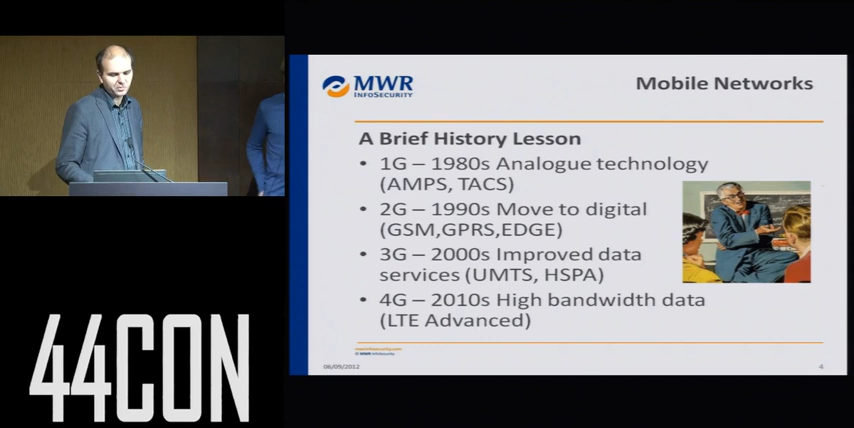 MWR
INFOSECURITY
Mobile Networks
A Brief History Lesson
• 1G – 1980s Analogue technology
(AMPS, TACS)
• 2G – 1990s Move to digital
(GSM,GPRS,EDGE)
• 3G – 2000s Improved data
services (UMTS, HSPA)
• 4G – 2010s High bandwidth data
(LTE Advanced)
© MWR InfoSecurity
06/09/2012
4
44CON